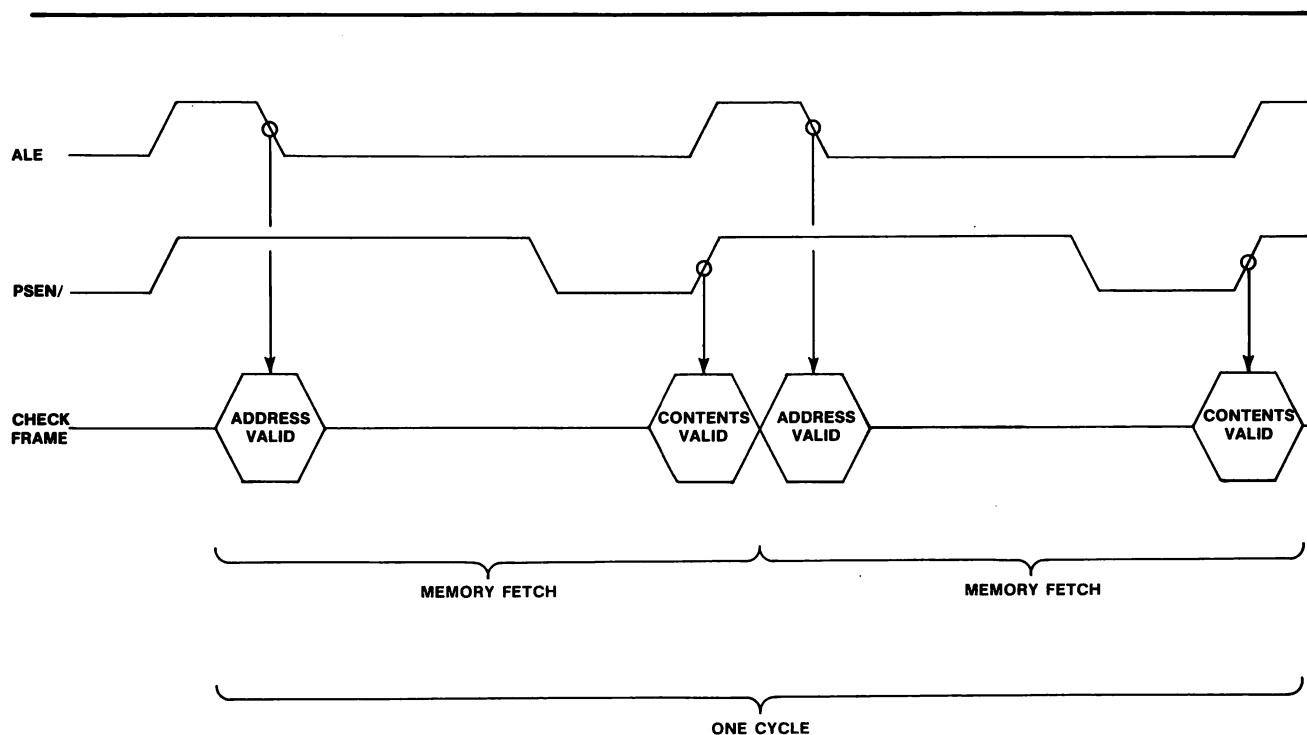 ALE
PSEN/
CHECK
FRAME
ADDRESS
VALID
CONTENTS
VALID
ADDRESS
VALID
CONTENTS
VALID
MEMORY FETCH
MEMORY FETCH
ONE CYCLE